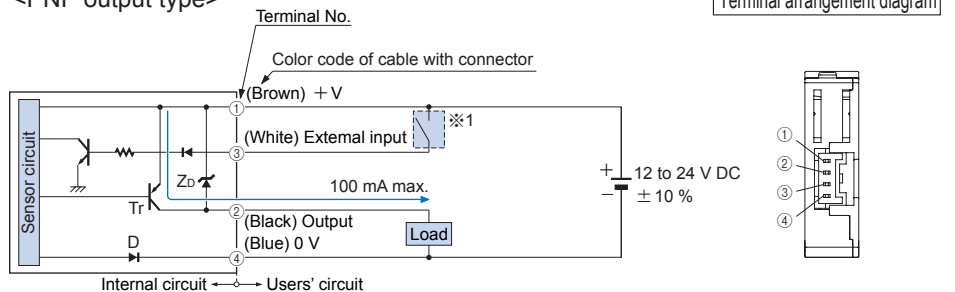 <PNP output type>
Terminal arrangement diagram
Terminal No.
Color code of cable with connector
(Brown) +V
①
※1
(White) External input
③
Sensor circuit
ZD
100 mA max.
+ 12 to 24 V DC
− ±10 %
Tr
②
(Black) Output
Load
(Blue) 0 V
D
④
Internal circuit
Users' circuit
①
②
③
④